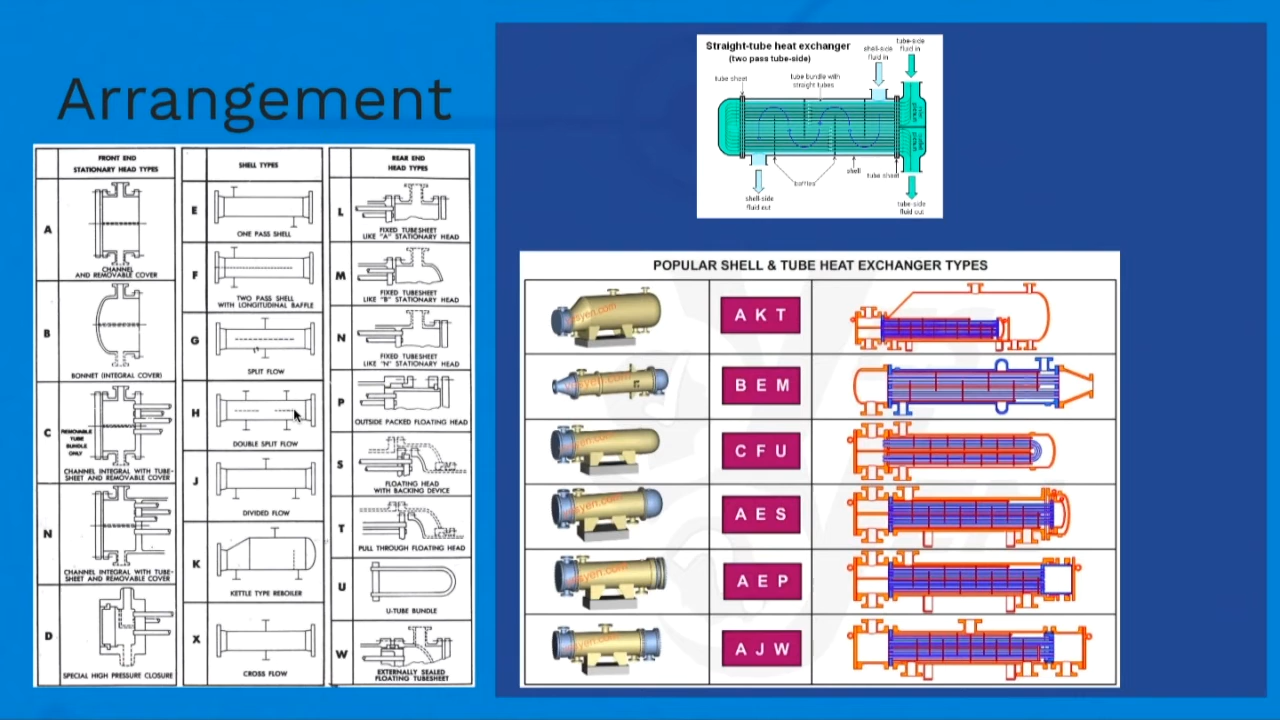 Arrangement
FRONT END
STATIONARY HEAD TYPES
A
CHANNEL
AND REMOVABLE COVER
B
BONNET (INTEGRAL COVER)
C
REMOVABLE
TUBE
BUNDLE
ONLY
CHANNEL INTEGRAL WITH TUBE-
SHEET AND REMOVABLE COVER
N
CHANNEL INTEGRAL WITH TUBE-
SHEET AND REMOVABLE COVER
D
SPECIAL HIGH PRESSURE CLOSURE
SHELL TYPES
E
ONE PASS SHELL
F
TWO PASS SHELL
WITH LONGITUDINAL BAFFLE
G
SPLIT FLOW
H
DOUBLE SPLIT FLOW
J
DIVIDED FLOW
K
KETTLE TYPE REBOILER
X
CROSS FLOW
REAR END
HEAD TYPES
L
FIXED TUBESHEET
LIKE "A" STATIONARY HEAD
M
FIXED TUBESHEET
LIKE "B" STATIONARY HEAD
N
FIXED TUBESHEET
LIKE "N" STATIONARY HEAD
P
OUTSIDE PACKED FLOATING HEAD
S
FLOATING HEAD
WITH BACKING DEVICE
T
PULL THROUGH FLOATING HEAD
U
U-TUBE BUNDLE
W
EXTERNALLY SEALED
FLOATING TUBESHEET
Straight-tube heat exchanger
(two pass tube-side)
tube-side
fluid in
shell-side
fluid in
tube sheet
tube bundle with
straight tubes
baffles
shell
tube sheet
shell-side
fluid out
tube-side
fluid out
POPULAR SHELL & TUBE HEAT EXCHANGER TYPES
A K T
B E M
C F U
A E S
A E P
A J W